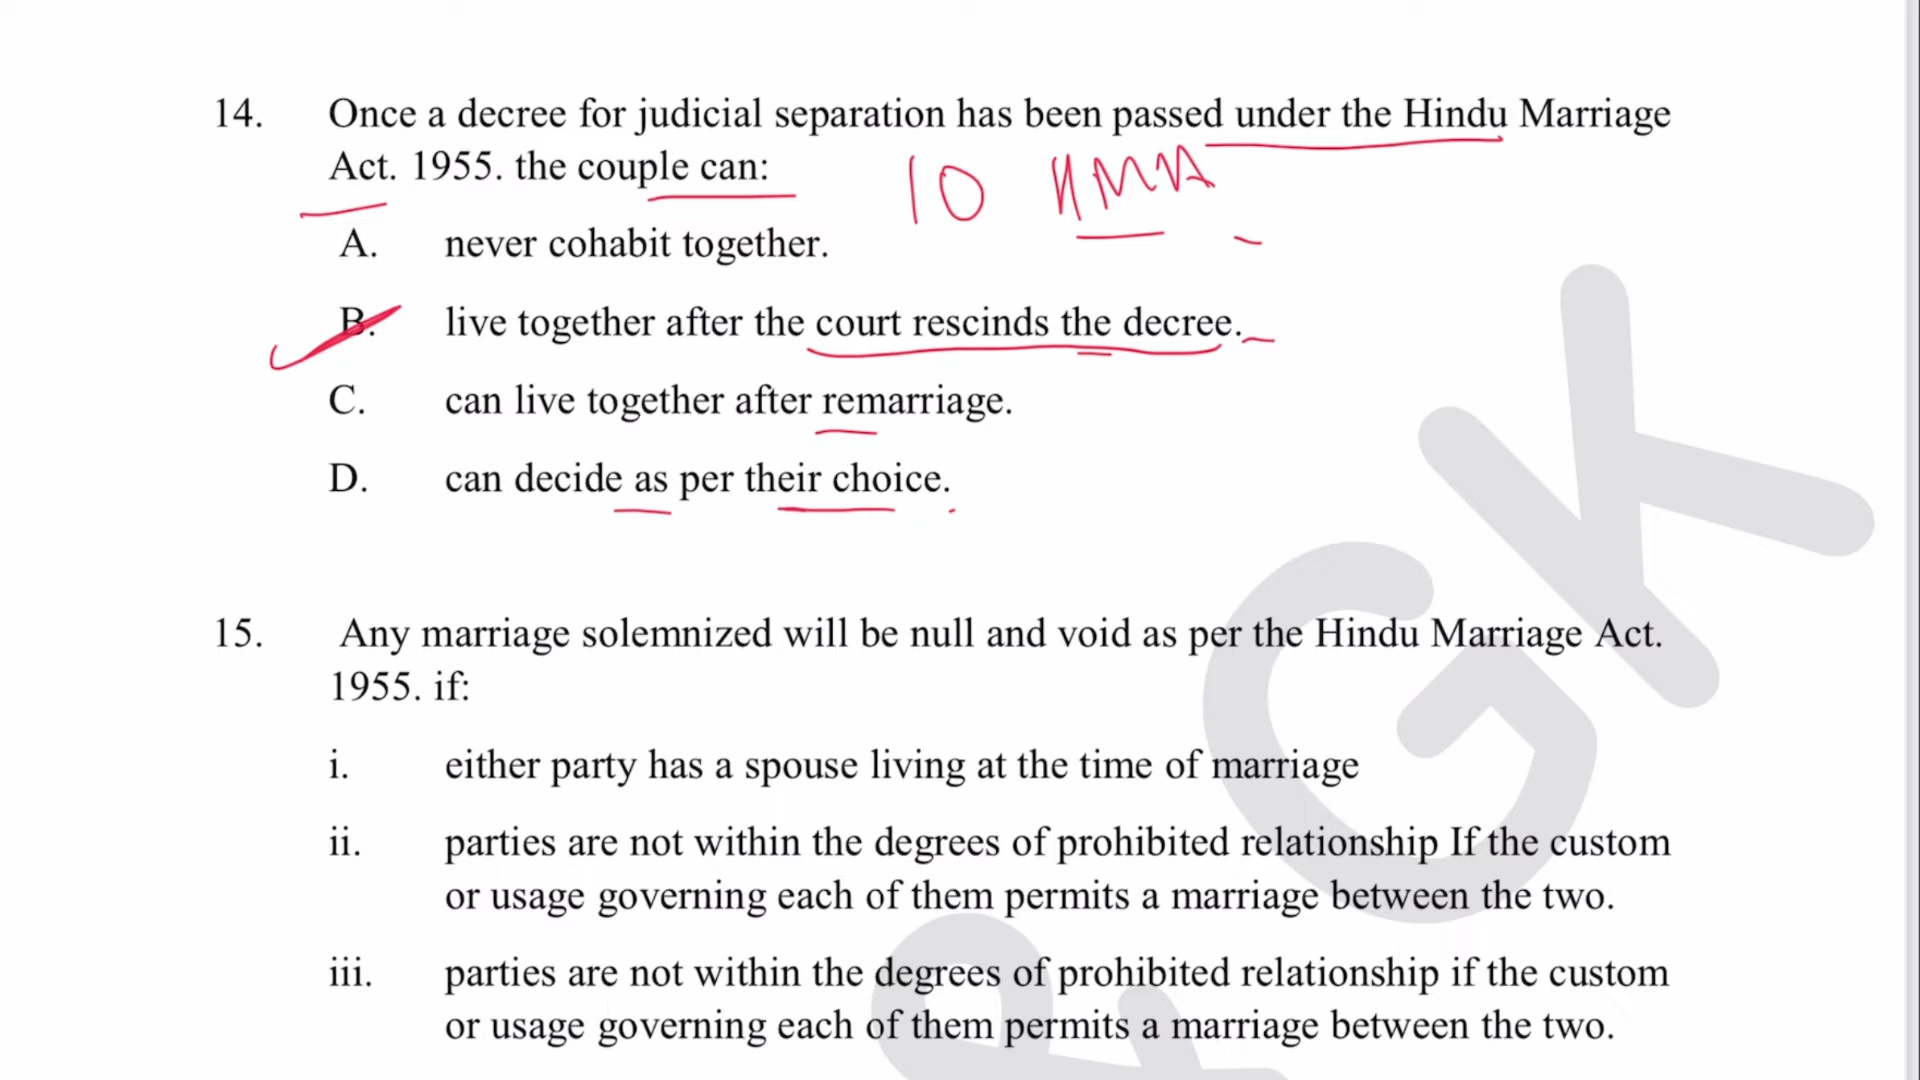 14. Once a decree for judicial separation has been passed under the Hindu Marriage
Act. 1955. the couple can:
10 HMA
A. never cohabit together.
B. live together after the court rescinds the decree.
C. can live together after remarriage.
D. can decide as per their choice.
15. Any marriage solemnized will be null and void as per the Hindu Marriage Act.
1955. if:
i. either party has a spouse living at the time of marriage
ii. parties are not within the degrees of prohibited relationship If the custom
or usage governing each of them permits a marriage between the two.
iii. parties are not within the degrees of prohibited relationship if the custom
or usage governing each of them permits a marriage between the two.
& GK